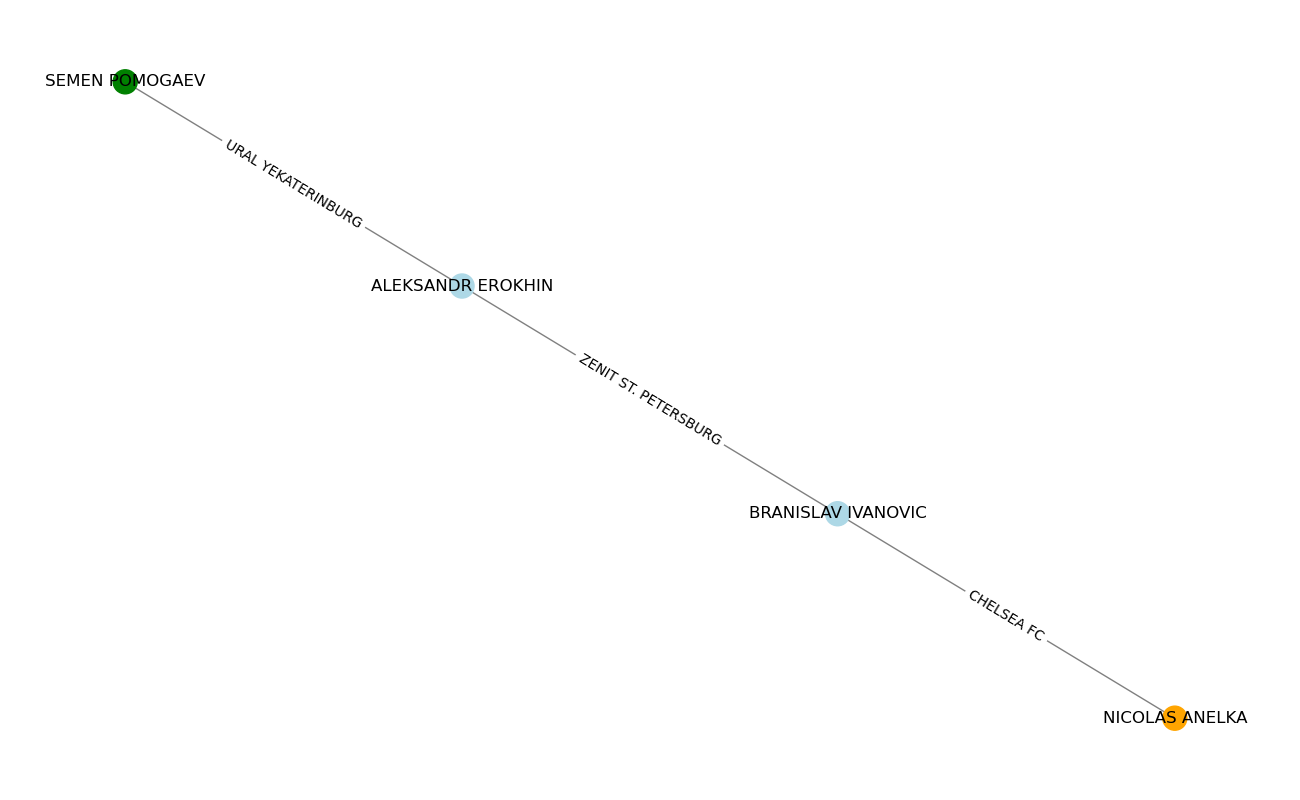 SEMEN POMOGAEV
URAL YEKATERINBURG
ALEKSANDR EROKHIN
ZENIT ST. PETERSBURG
BRANISLAV IVANOVIC
CHELSEA FC
NICOLAS ANELKA